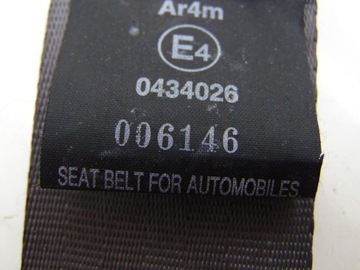 Ar4m
E4
0434026
006146
SEAT BELT FOR AUTOMOBILES